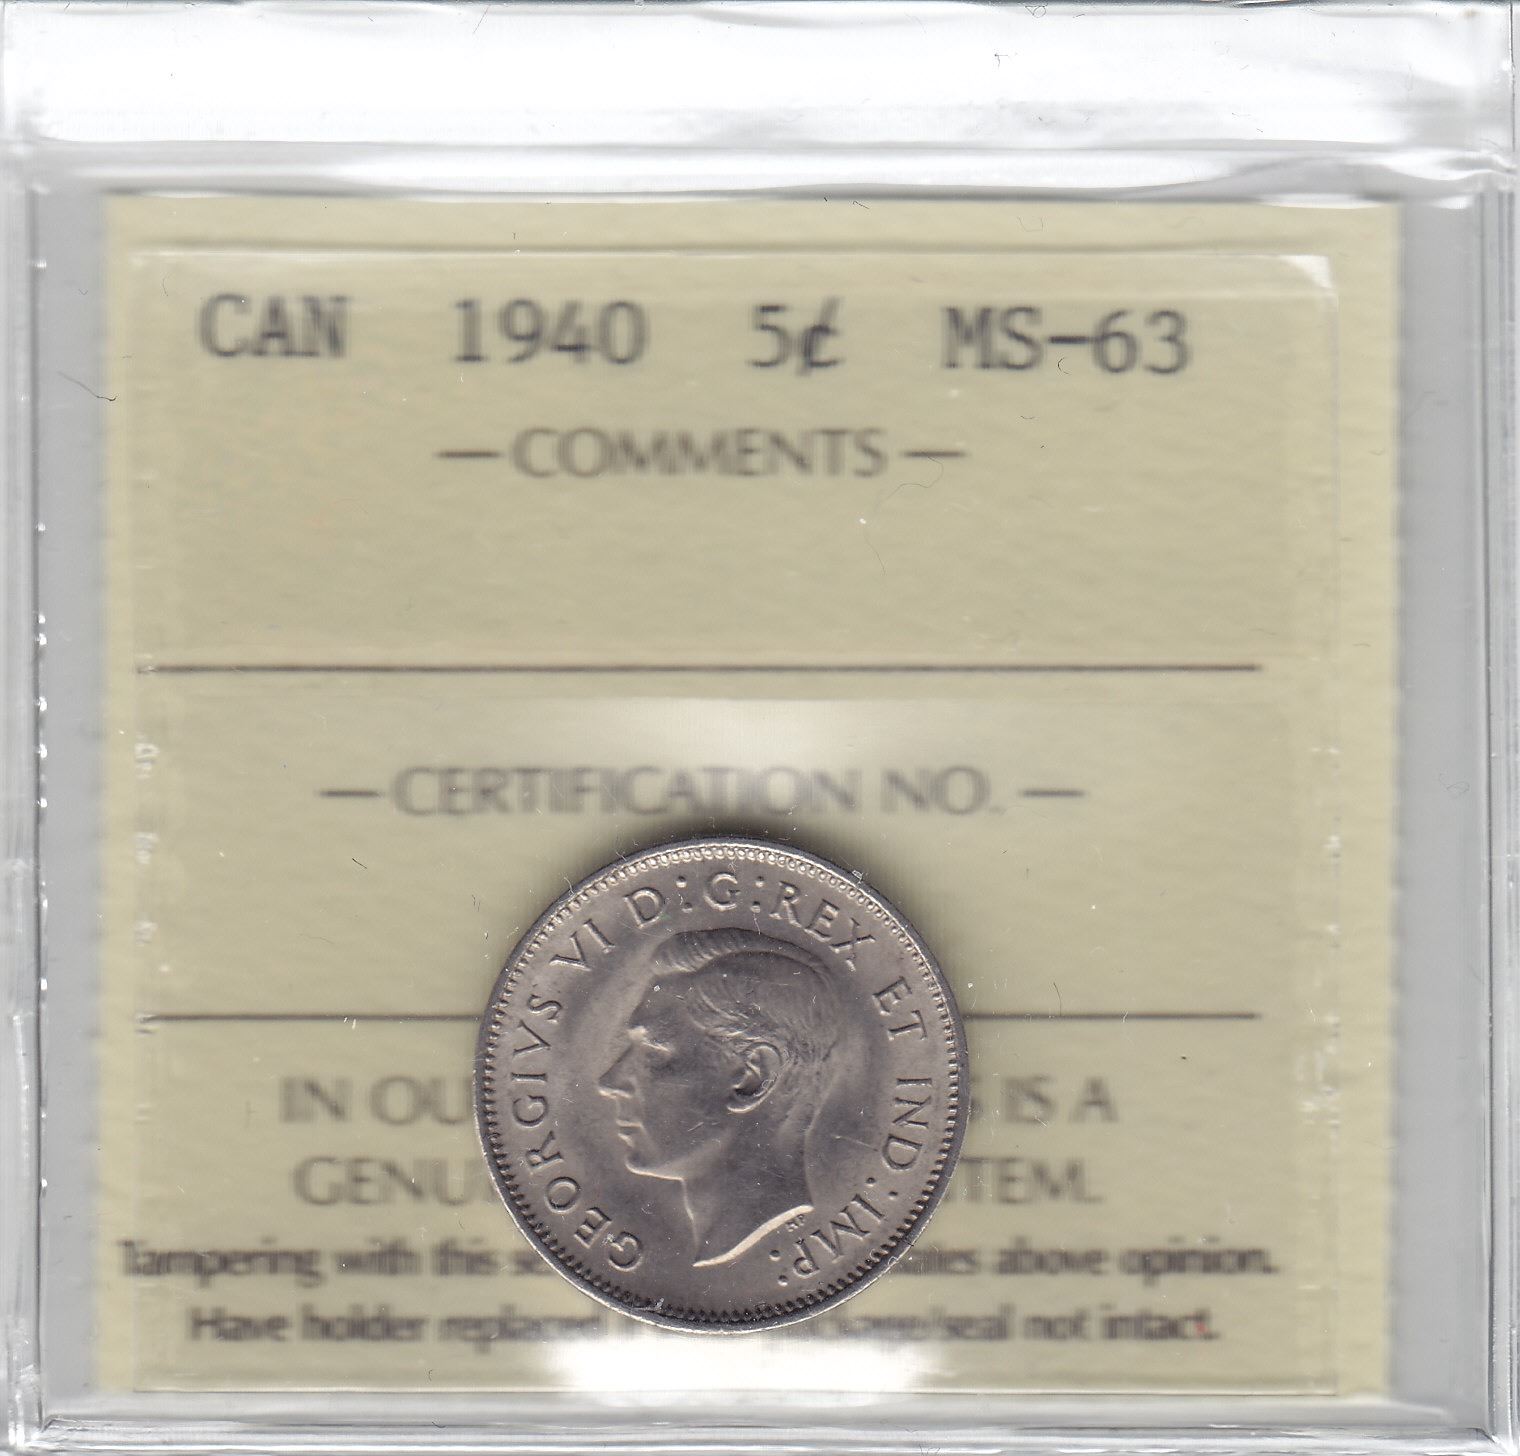 CAN 1940 5¢ MS-63
—COMMENTS—
—CERTIFICATION NO.—
GEORGIVS VI D:G:REX ET IND:IMP:
HP
IN OU S IS A
GENU TEM.
Tampering with this above opinion.
Have holder replaced seal not intact.